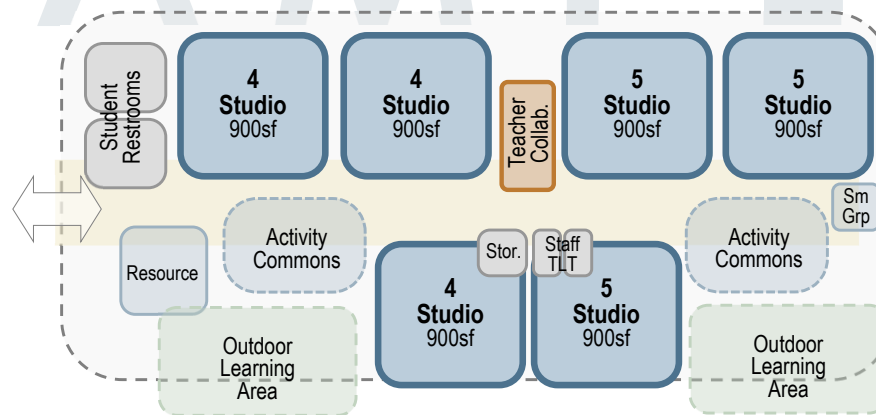 Student
Restrooms
4
Studio
900sf
4
Studio
900sf
Teacher
Collab.
5
Studio
900sf
5
Studio
900sf
Sm
Grp
Activity
Commons
Resource
Stor.
Staff
TLT
Activity
Commons
4
Studio
900sf
5
Studio
900sf
Outdoor
Learning
Area
Outdoor
Learning
Area